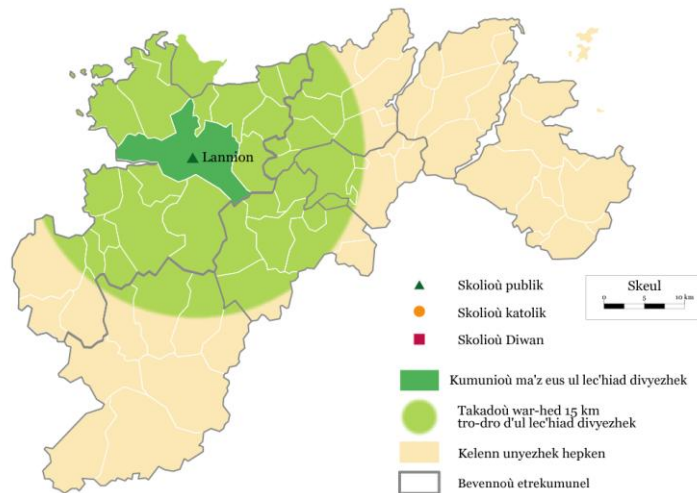 Lannion
Skolioù publik
Skolioù katolik
Skolioù Diwan
Skeul
0 5 10 km
Kumunioù ma'z eus ul lec'hiad divyezhek
Takadoù war-hed 15 km
tro-dro d'ul lec'hiad divyezhek
Kelenn unyezhek hepken
Bevennoù etrekumunel